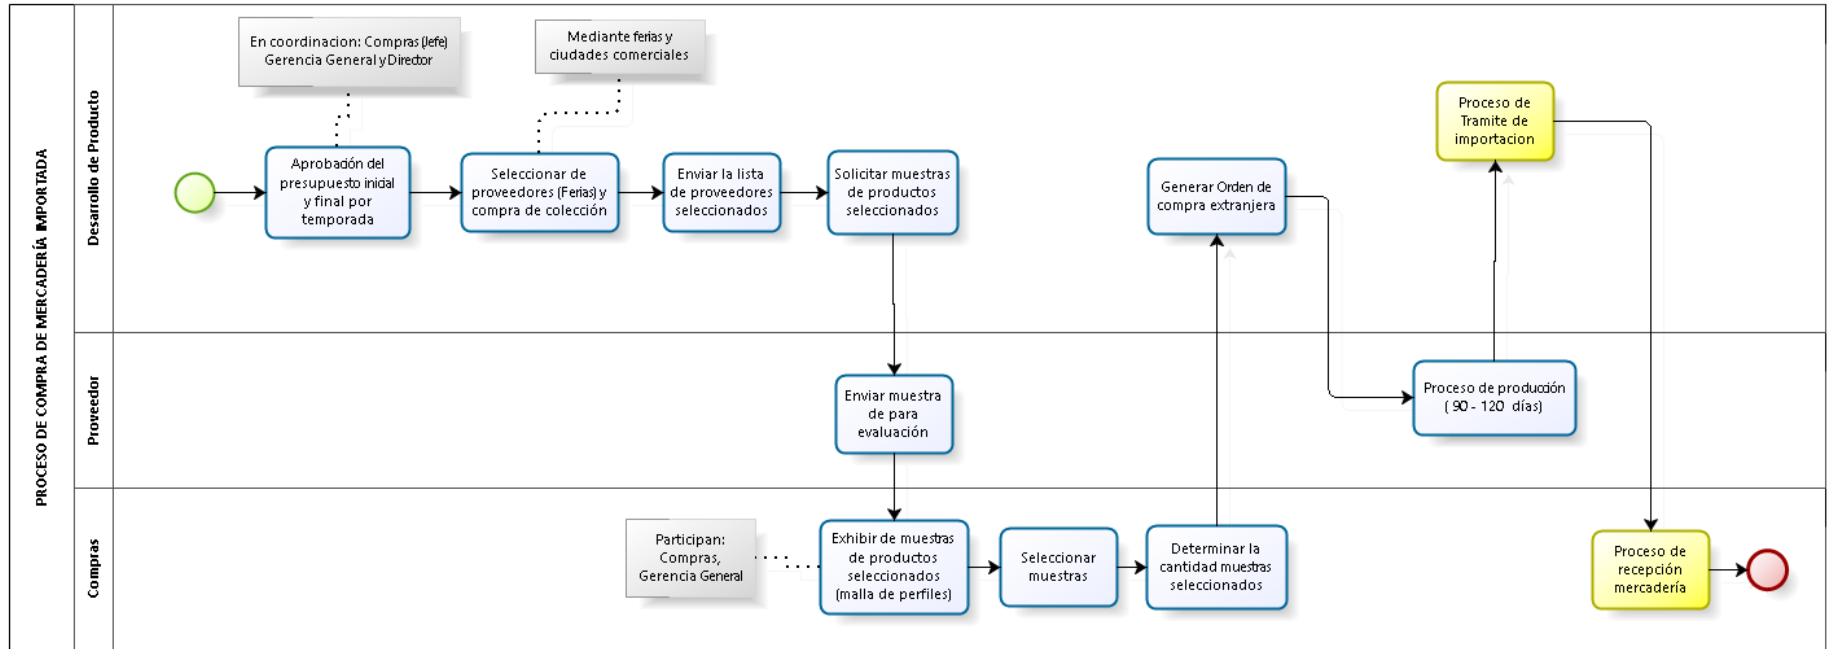 PROCESO DE COMPRA DE MERCADERÍA IMPORTADA
Desarrollo de Producto
En coordinacion: Compras (Jefe)
Gerencia General y Director
Mediante ferias y
ciudades comerciales
Aprobación del
presupuesto inicial
y final por
temporada
Seleccionar de
proveedores (Ferias) y
compra de colección
Enviar la lista
de proveedores
seleccionados
Solicitar muestras
de productos
seleccionados
Generar Orden de
compra extranjera
Proceso de
Tramite de
importacion
Proveedor
Enviar muestra
de para
evaluación
Proceso de producción
( 90 - 120 días)
Compras
Participan:
Compras,
Gerencia General
Exhibir de muestras
de productos
seleccionados
(malla de perfiles)
Seleccionar
muestras
Determinar la
cantidad muestras
seleccionados
Proceso de
recepción
mercadería